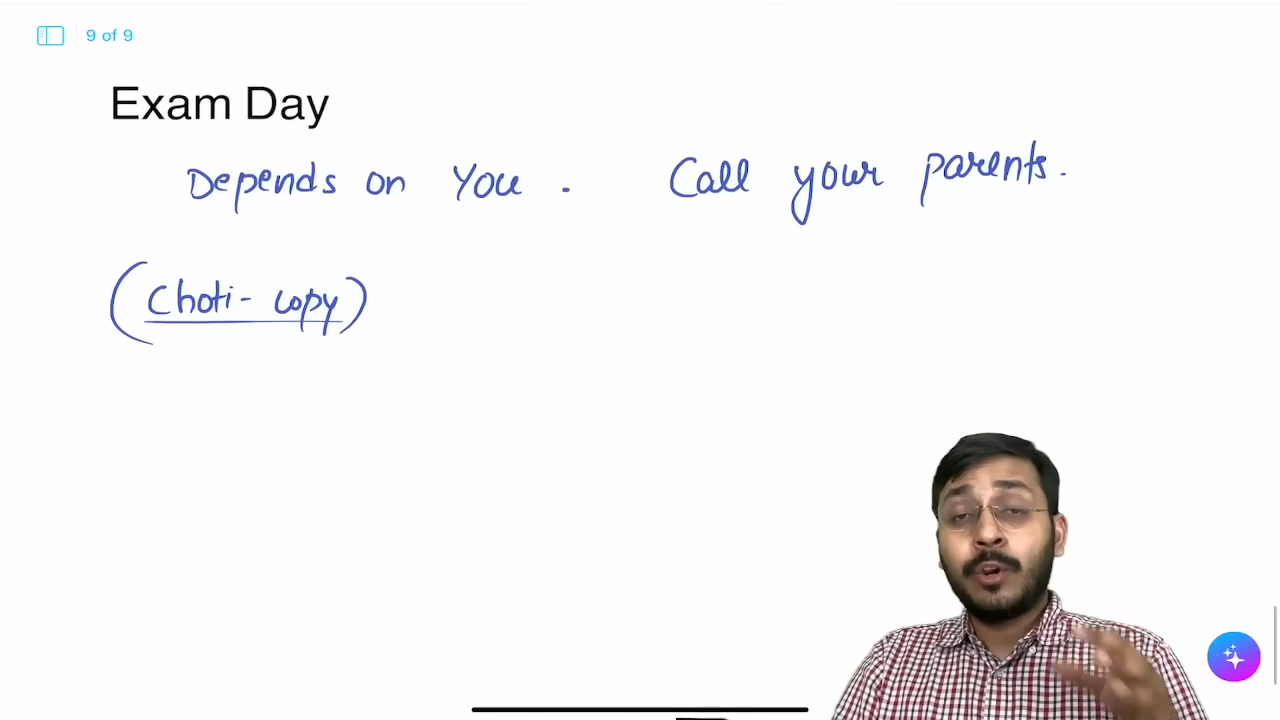 9 of 9
Exam Day
Depends on You . Call your parents.
(Choti- copy)